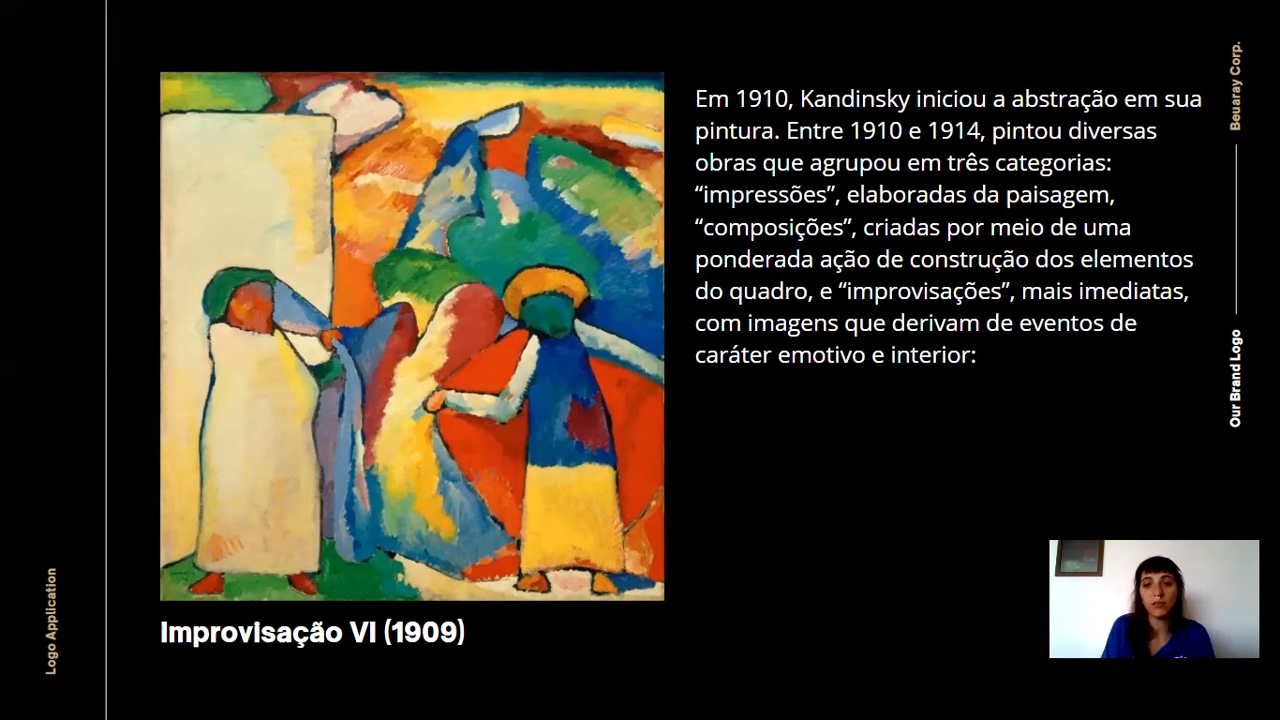 Em 1910, Kandinsky iniciou a abstração em sua
pintura. Entre 1910 e 1914, pintou diversas
obras que agrupou em três categorias:
“impressões”, elaboradas da paisagem,
“composições”, criadas por meio de uma
ponderada ação de construção dos elementos
do quadro, e “improvisações”, mais imediatas,
com imagens que derivam de eventos de
caráter emotivo e interior:
Improvisação VI (1909)
Logo Application
Beuaray Corp.
Our Brand Logo